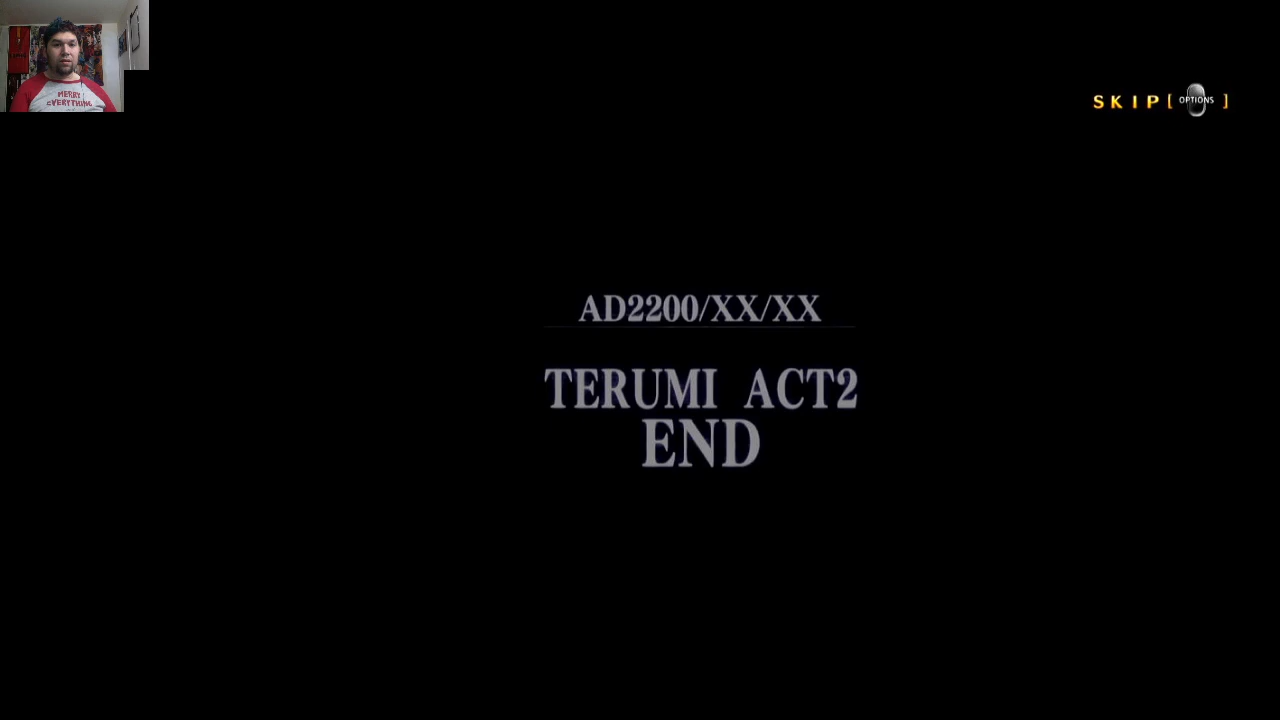 MERRY
EVERYTHING
SKIP[ OPTIONS ]
AD2200/XX/XX
TERUMI ACT2
END